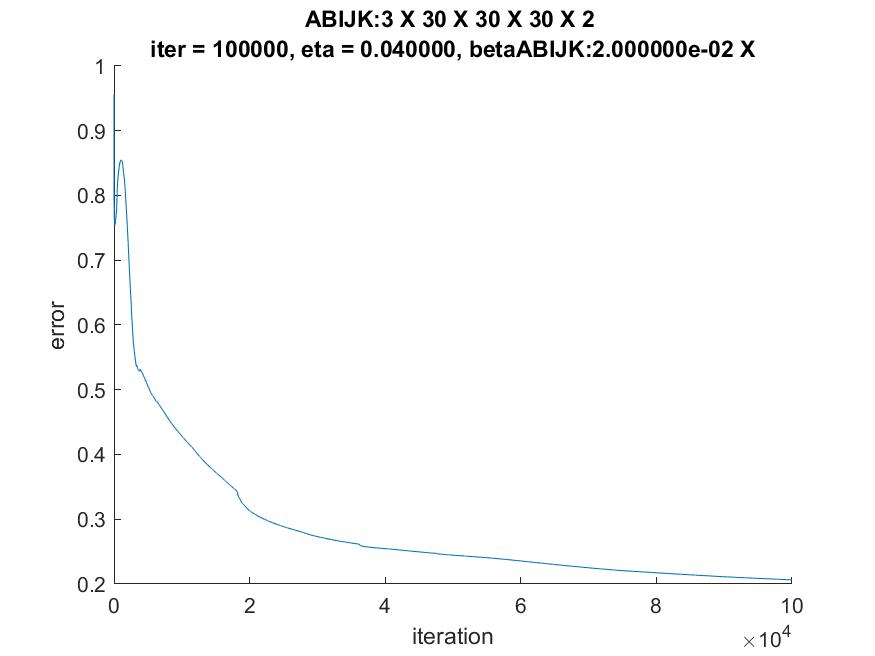 ABIJK:3 X 30 X 30 X 30 X 2
iter = 100000, eta = 0.040000, betaABIJK:2.000000e-02 X
1
0.9
0.8
0.7
0.6
0.5
0.4
0.3
0.2
error
0 2 4 6 8 10
×10⁴
iteration